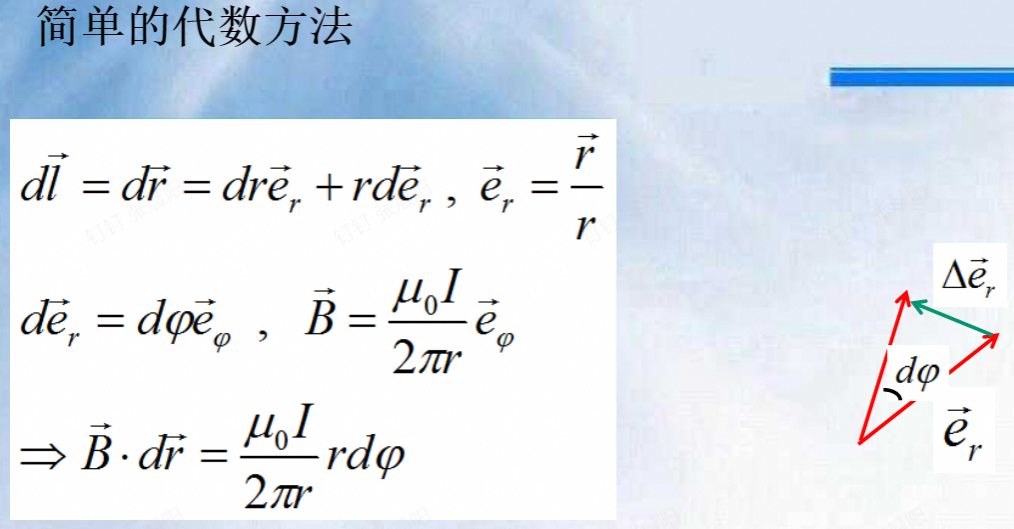 简单的代数方法
$d\vec{l} = d\vec{r} = dr\vec{e}_r + rd\vec{e}_r , \vec{e}_r = \frac{\vec{r}}{r}$
$d\vec{e}_r = d\varphi\vec{e}_\varphi , \vec{B} = \frac{\mu_0 I}{2\pi r}\vec{e}_\varphi$
$\Rightarrow \vec{B} \cdot d\vec{r} = \frac{\mu_0 I}{2\pi r} rd\varphi$
$\Delta\vec{e}_r$
$d\varphi$
$\vec{e}_r$